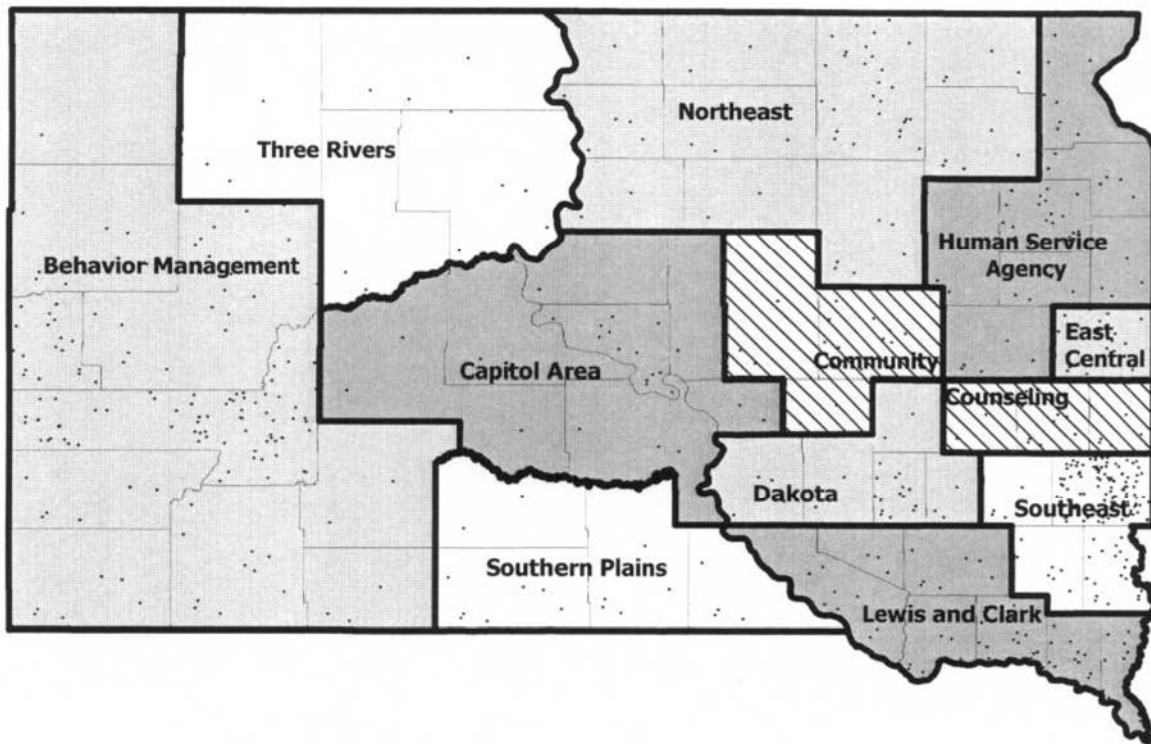 Northeast
Three Rivers
Human Service
Agency
Behavior Management
East
Central
Community
Capitol Area
Counseling
Dakota
Southeast
Southern Plains
Lewis and Clark